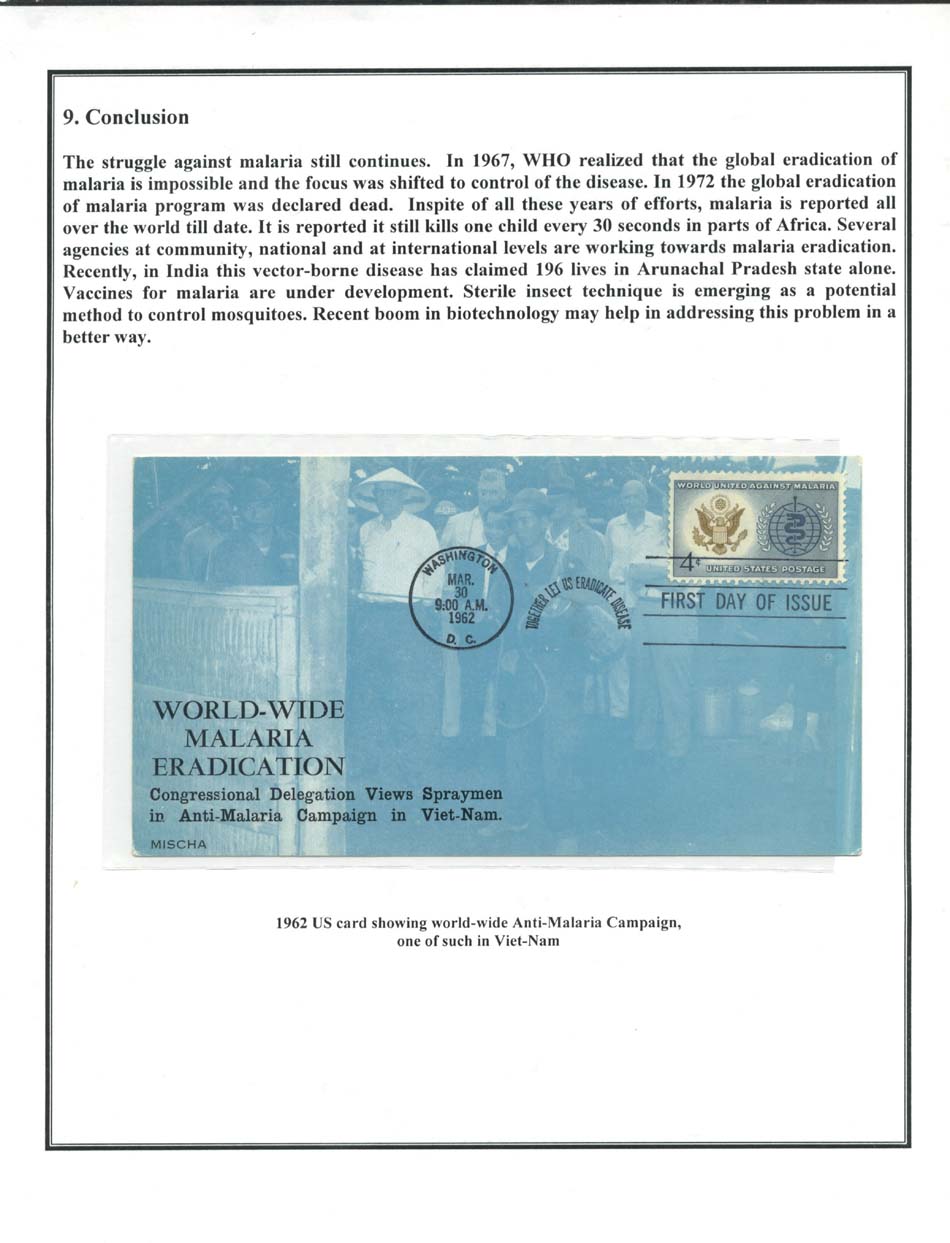 9. Conclusion
The struggle against malaria still continues. In 1967, WHO realized that the global eradication of
malaria is impossible and the focus was shifted to control of the disease. In 1972 the global eradication
of malaria program was declared dead. Inspite of all these years of efforts, malaria is reported all
over the world till date. It is reported it still kills one child every 30 seconds in parts of Africa. Several
agencies at community, national and at international levels are working towards malaria eradication.
Recently, in India this vector-borne disease has claimed 196 lives in Arunachal Pradesh state alone.
Vaccines for malaria are under development. Sterile insect technique is emerging as a potential
method to control mosquitoes. Recent boom in biotechnology may help in addressing this problem in a
better way.
WORLD UNITED AGAINST MALARIA
4¢
UNITED STATES POSTAGE
WASHINGTON
MAR.
30
9:00 A.M.
1962
D. C.
TOGETHER LET US ERADICATE DISEASE
FIRST DAY OF ISSUE
WORLD-WIDE
MALARIA
ERADICATION
Congressional Delegation Views Spraymen
in Anti-Malaria Campaign in Viet-Nam.
MISCHA
1962 US card showing world-wide Anti-Malaria Campaign,
one of such in Viet-Nam